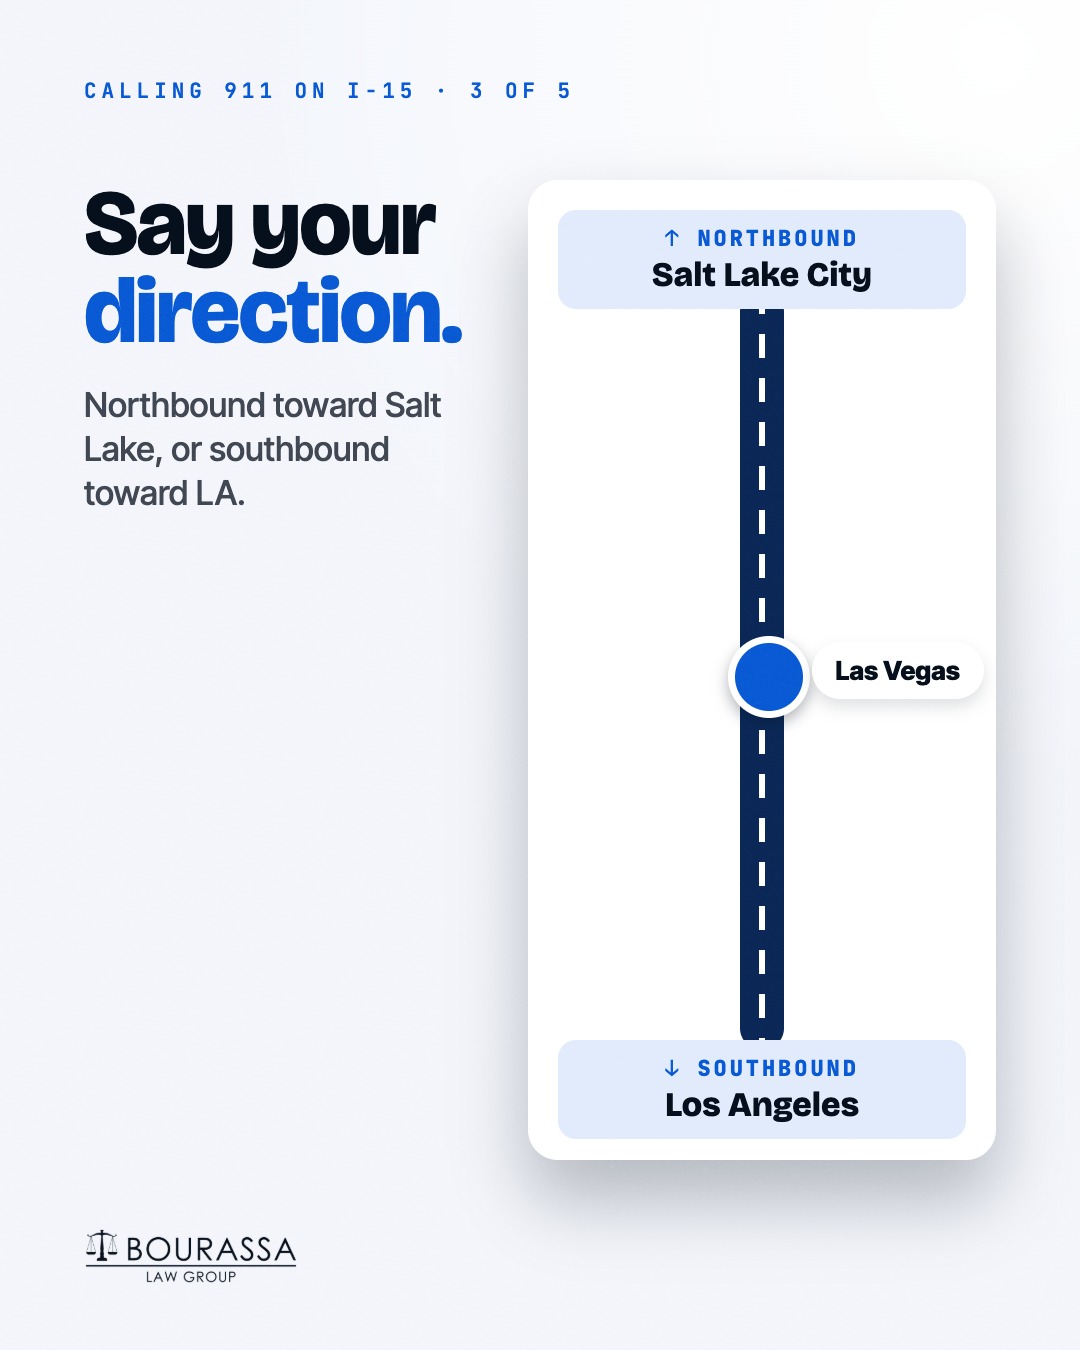 CALLING 911 ON I-15 · 3 OF 5
Say your
direction.
Northbound toward Salt
Lake, or southbound
toward LA.
↑ NORTHBOUND
Salt Lake City
Las Vegas
↓ SOUTHBOUND
Los Angeles
BOURASSA
LAW GROUP